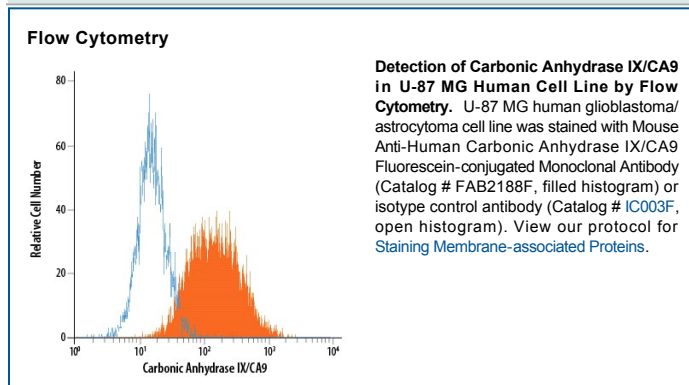 Flow Cytometry
80
60
40
20
0
Relative Cell Number
10⁰ 10¹ 10² 10³ 10⁴
Carbonic Anhydrase IX/CA9
Detection of Carbonic Anhydrase IX/CA9
in U-87 MG Human Cell Line by Flow
Cytometry. U-87 MG human glioblastoma/
astrocytoma cell line was stained with Mouse
Anti-Human Carbonic Anhydrase IX/CA9
Fluorescein-conjugated Monoclonal Antibody
(Catalog # FAB2188F, filled histogram) or
isotype control antibody (Catalog # IC003F,
open histogram). View our protocol for
Staining Membrane-associated Proteins.